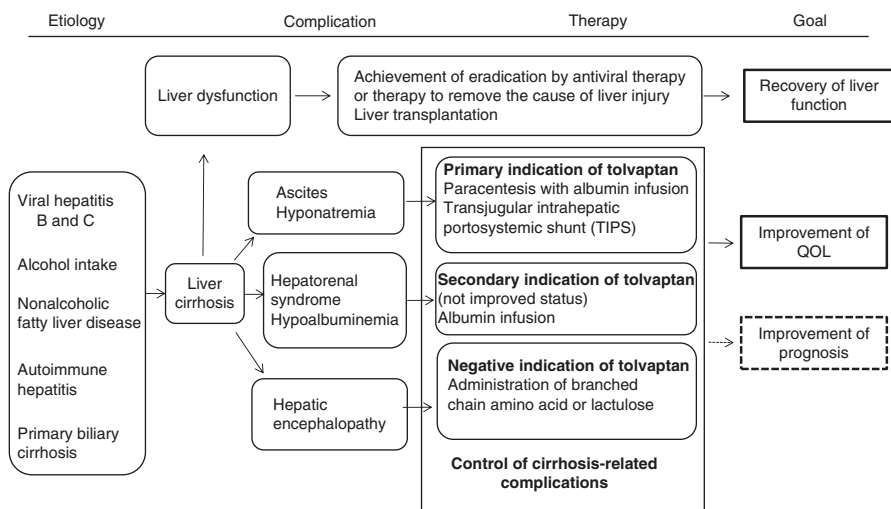 Etiology
Complication
Therapy
Goal
Liver dysfunction
Achievement of eradication by antiviral therapy
or therapy to remove the cause of liver injury
Liver transplantation
Recovery of liver
function
Viral hepatitis
B and C
Alcohol intake
Nonalcoholic
fatty liver disease
Autoimmune
hepatitis
Primary biliary
cirrhosis
Liver
cirrhosis
Ascites
Hyponatremia
Hepatorenal
syndrome
Hypoalbuminemia
Hepatic
encephalopathy
Primary indication of tolvaptan
Paracentesis with albumin infusion
Transjugular intrahepatic
portosystemic shunt (TIPS)
Secondary indication of tolvaptan
(not improved status)
Albumin infusion
Negative indication of tolvaptan
Administration of branched
chain amino acid or lactulose
Control of cirrhosis-related
complications
Improvement of
QOL
Improvement of
prognosis